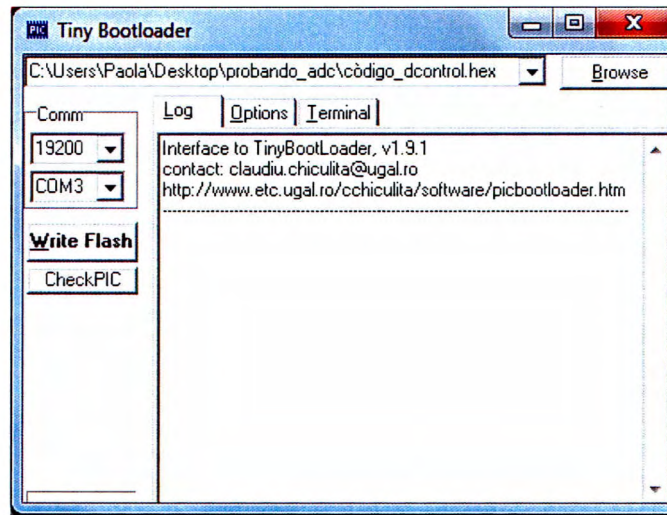 PIC Tiny Bootloader
C:\Users\Paola\Desktop\probando_adc\còdigo_dcontrol.hex
Browse
Comm
19200
COM3
Write Flash
CheckPIC
Log Options Terminal
Interface to TinyBootLoader, v1.9.1
contact: claudiu.chiculita@ugal.ro
http://www.etc.ugal.ro/cchiculita/software/picbootloader.htm